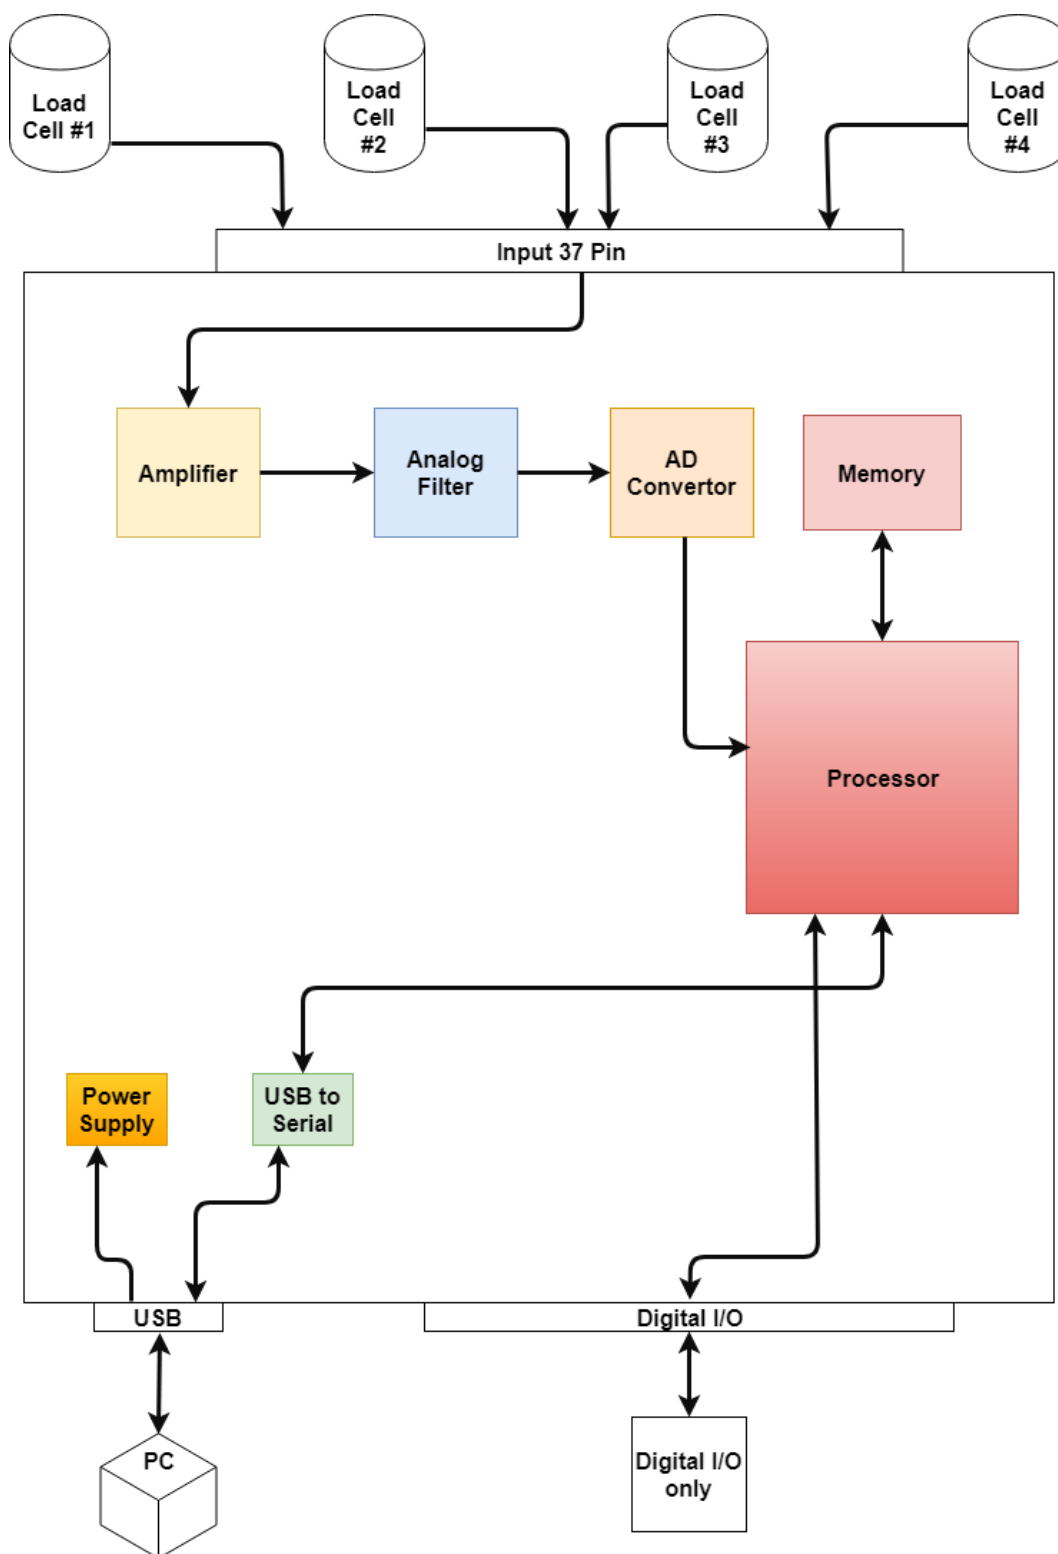 Load
Cell #1
Load
Cell
#2
Load
Cell
#3
Load
Cell
#4
Input 37 Pin
Amplifier
Analog
Filter
AD
Convertor
Memory
Processor
Power
Supply
USB to
Serial
USB
Digital I/O
PC
Digital I/O
only